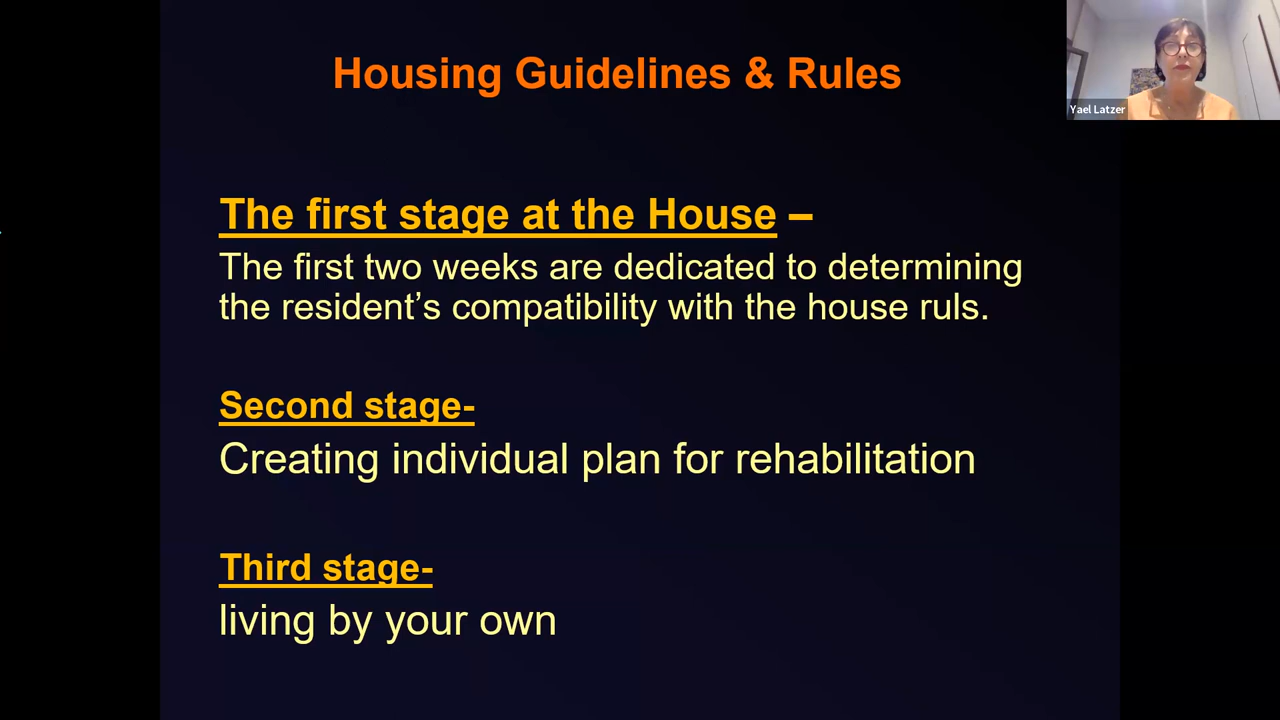 Housing Guidelines & Rules
Yael Latzer
The first stage at the House –
The first two weeks are dedicated to determining
the resident’s compatibility with the house ruls.
Second stage-
Creating individual plan for rehabilitation
Third stage-
living by your own